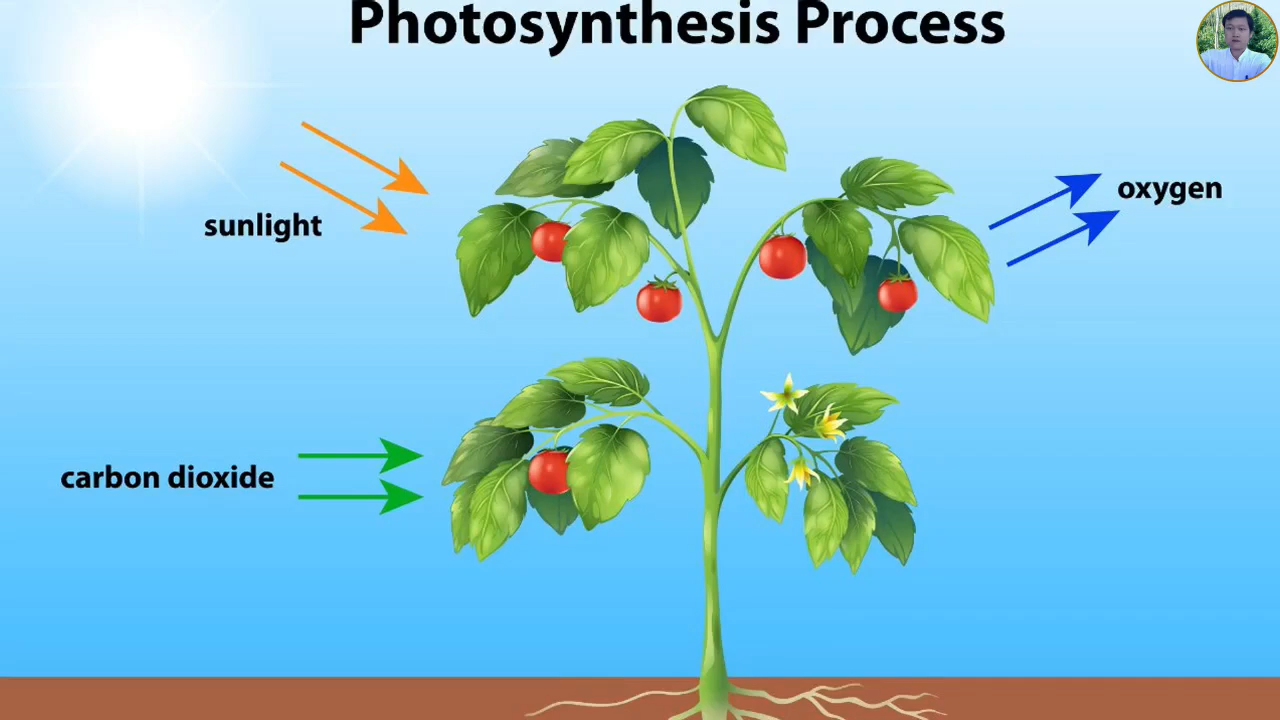 Photosynthesis Process
sunlight
oxygen
carbon dioxide